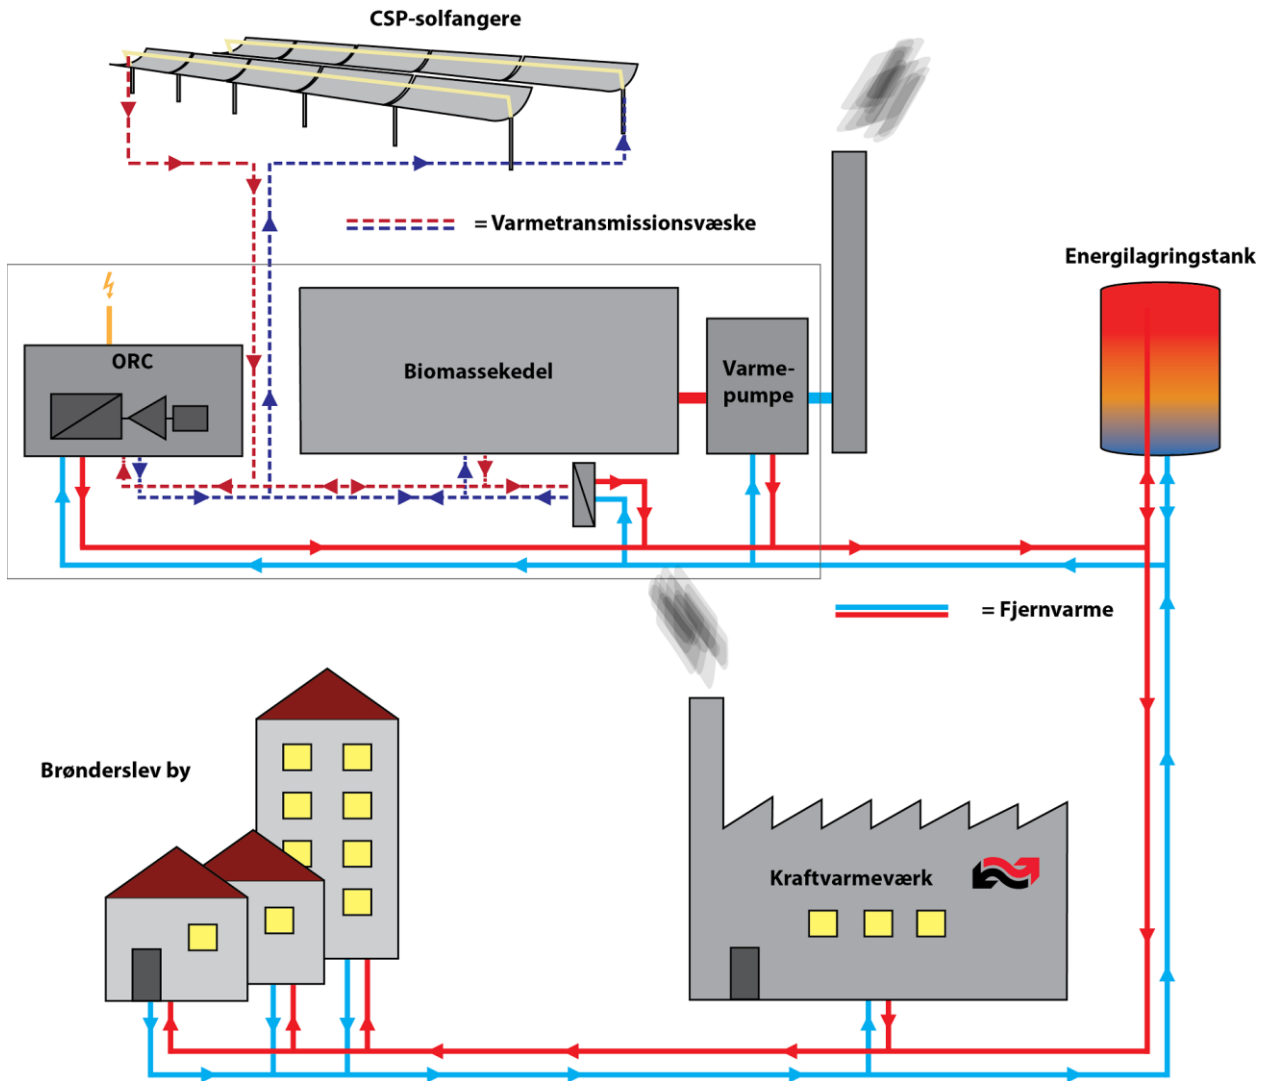 CSP-solfangere
= Varmetransmissionsvæske
Energilagringstank
ORC
Biomassekedel
Varme-
pumpe
= Fjernvarme
Brønderslev by
Kraftvarmeværk